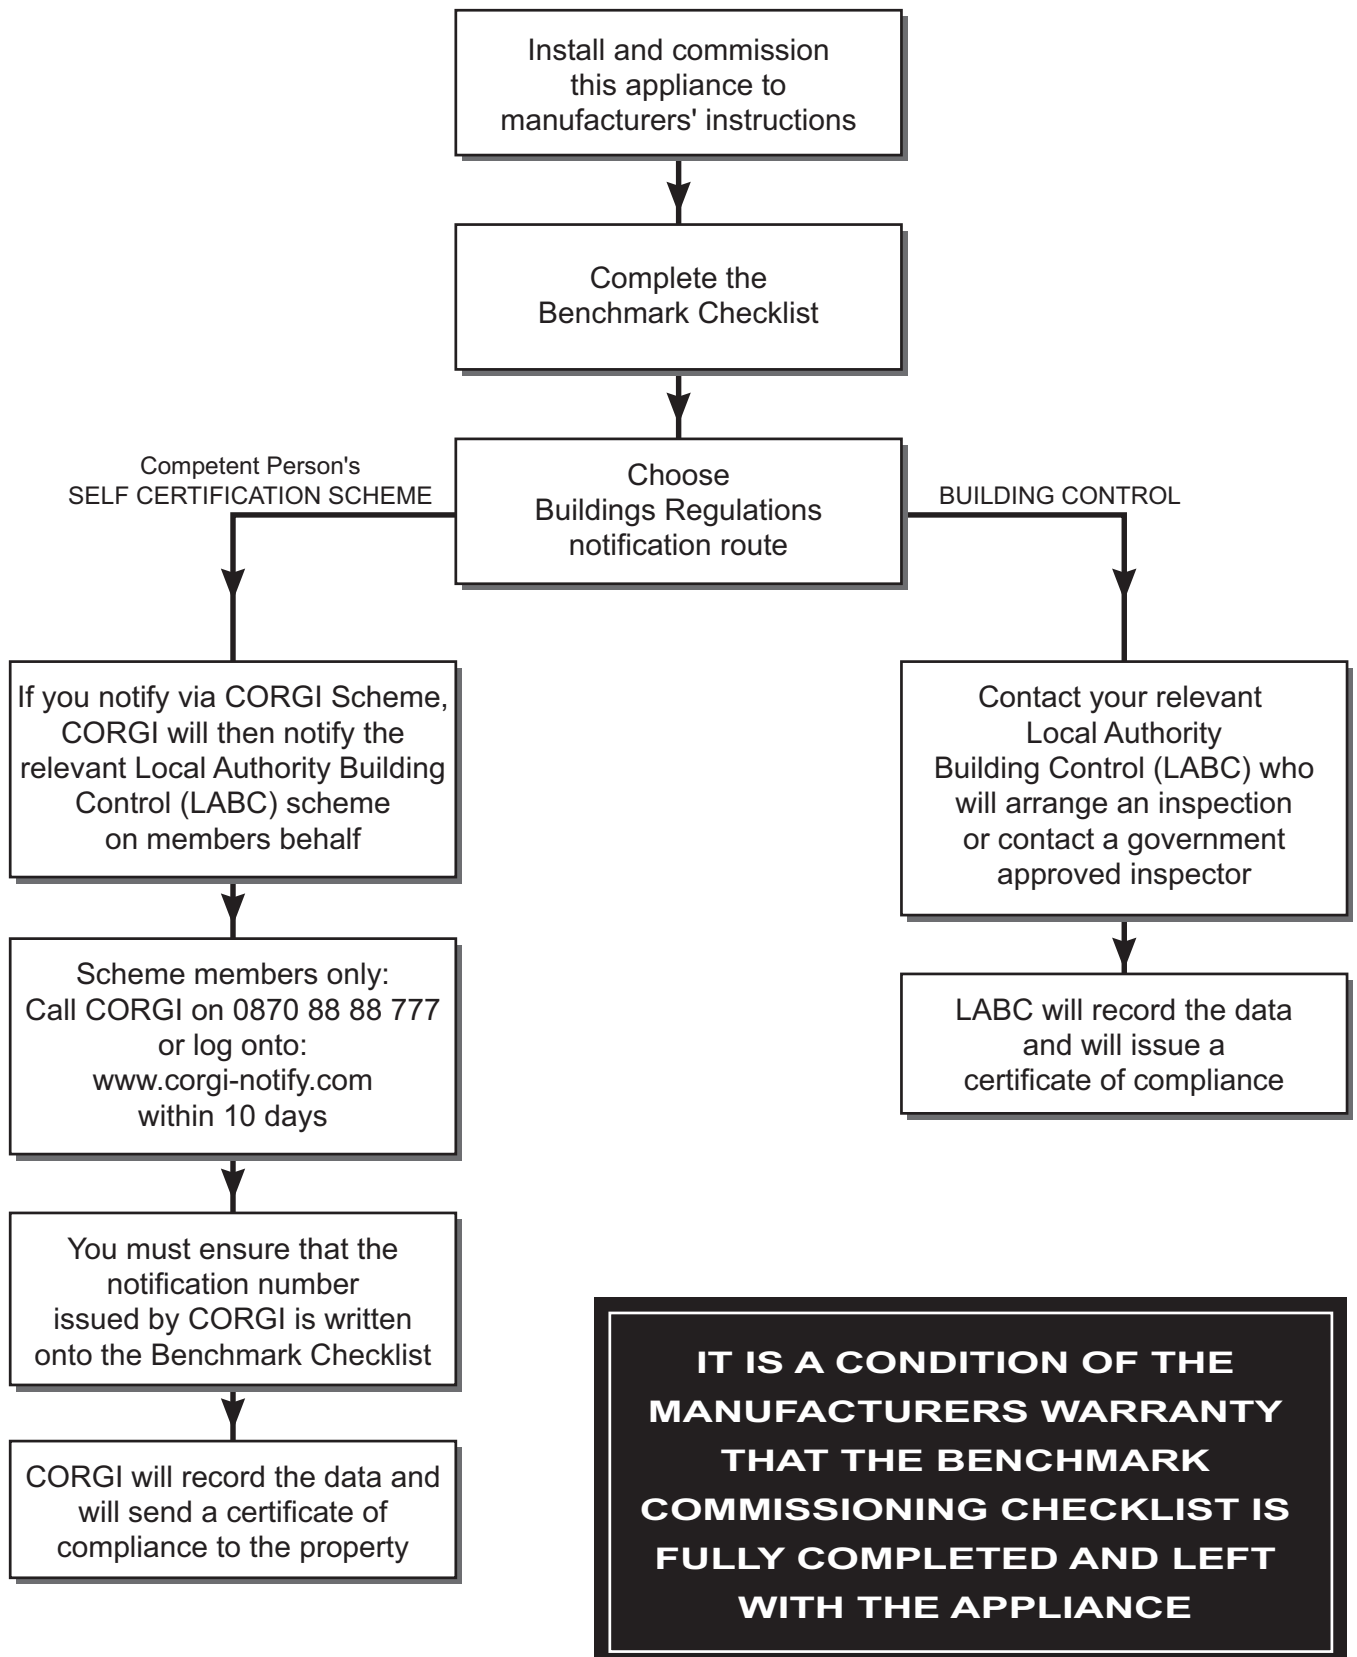 Install and commission
this appliance to
manufacturers' instructions
Complete the
Benchmark Checklist
Choose
Buildings Regulations
notification route
Competent Person's
SELF CERTIFICATION SCHEME
BUILDING CONTROL
If you notify via CORGI Scheme,
CORGI will then notify the
relevant Local Authority Building
Control (LABC) scheme
on members behalf
Scheme members only:
Call CORGI on 0870 88 88 777
or log onto:
www.corgi-notify.com
within 10 days
You must ensure that the
notification number
issued by CORGI is written
onto the Benchmark Checklist
CORGI will record the data and
will send a certificate of
compliance to the property
Contact your relevant
Local Authority
Building Control (LABC) who
will arrange an inspection
or contact a government
approved inspector
LABC will record the data
and will issue a
certificate of compliance
IT IS A CONDITION OF THE
MANUFACTURERS WARRANTY
THAT THE BENCHMARK
COMMISSIONING CHECKLIST IS
FULLY COMPLETED AND LEFT
WITH THE APPLIANCE